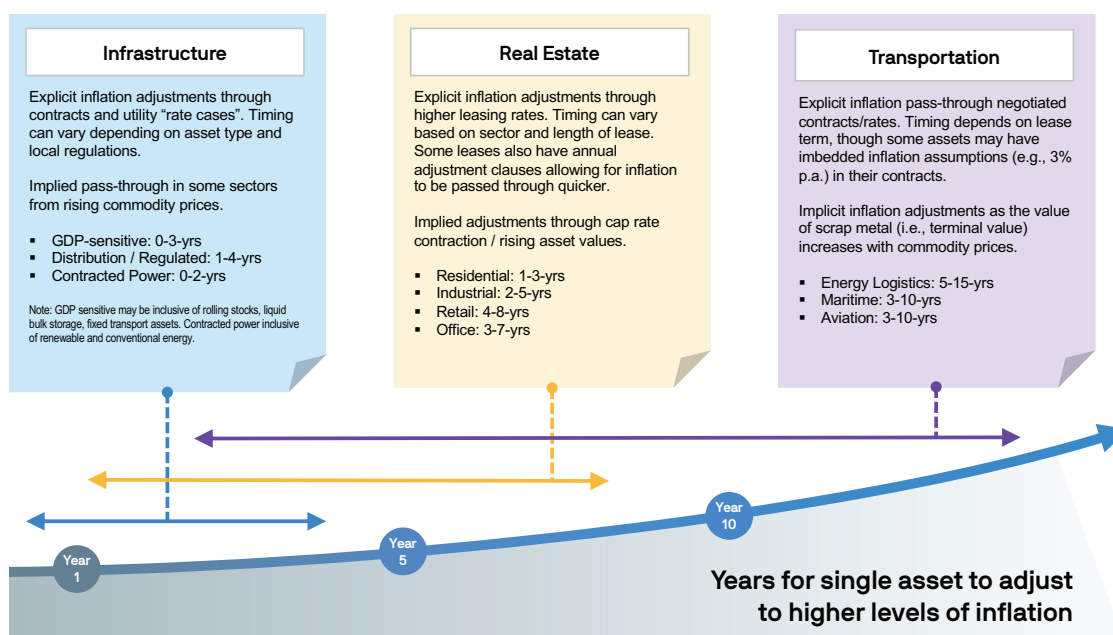 Infrastructure
Explicit inflation adjustments through
contracts and utility “rate cases”. Timing
can vary depending on asset type and
local regulations.
Implied pass-through in some sectors
from rising commodity prices.
▪ GDP-sensitive: 0-3-yrs
▪ Distribution / Regulated: 1-4-yrs
▪ Contracted Power: 0-2-yrs
Note: GDP sensitive may be inclusive of rolling stocks, liquid
bulk storage, fixed transport assets. Contracted power inclusive
of renewable and conventional energy.
Real Estate
Explicit inflation adjustments through
higher leasing rates. Timing can vary
based on sector and length of lease.
Some leases also have annual
adjustment clauses allowing for inflation
to be passed through quicker.
Implied adjustments through cap rate
contraction / rising asset values.
▪ Residential: 1-3-yrs
▪ Industrial: 2-5-yrs
▪ Retail: 4-8-yrs
▪ Office: 3-7-yrs
Transportation
Explicit inflation pass-through negotiated
contracts/rates. Timing depends on lease
term, though some assets may have
imbedded inflation assumptions (e.g., 3%
p.a.) in their contracts.
Implicit inflation adjustments as the value
of scrap metal (i.e., terminal value)
increases with commodity prices.
▪ Energy Logistics: 5-15-yrs
▪ Maritime: 3-10-yrs
▪ Aviation: 3-10-yrs
Year
1
Year
5
Year
10
Years for single asset to adjust
to higher levels of inflation